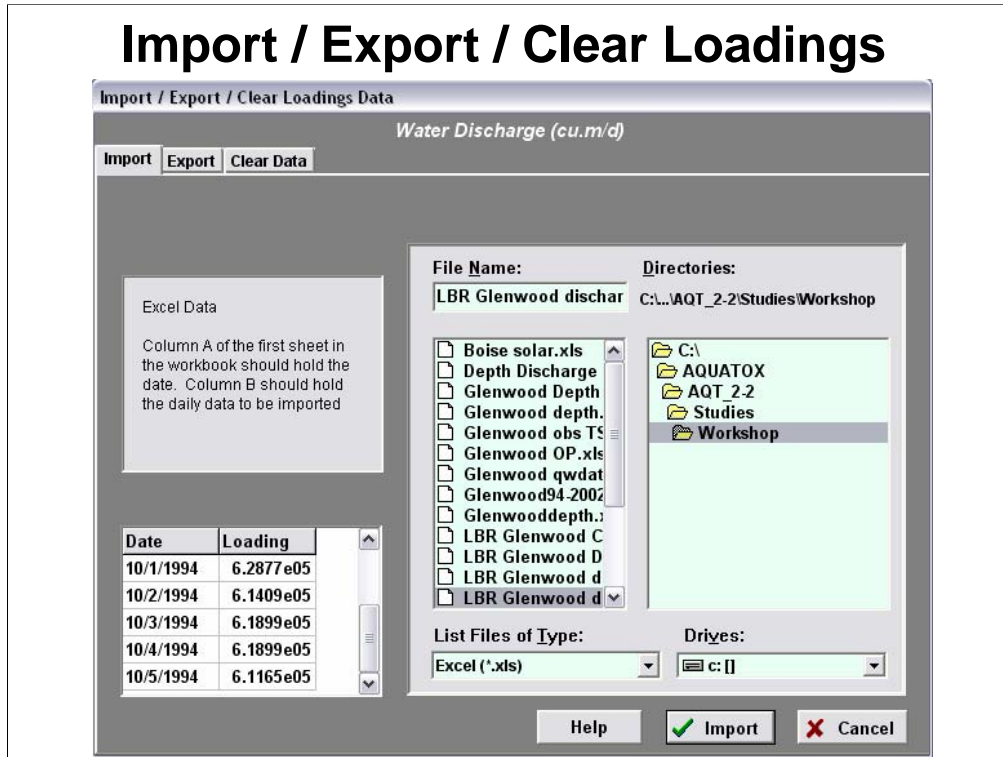 Import / Export / Clear Loadings
Import / Export / Clear Loadings Data
Water Discharge (cu.m/d)
Import Export Clear Data
Excel Data
Column A of the first sheet in
the workbook should hold the
date. Column B should hold
the daily data to be imported
Date Loading
10/1/1994 6.2877e05
10/2/1994 6.1409e05
10/3/1994 6.1899e05
10/4/1994 6.1899e05
10/5/1994 6.1165e05
File Name:
LBR Glenwood dischar
Boise solar.xls
Depth Discharge
Glenwood Depth
Glenwood depth.
Glenwood obs TS
Glenwood OP.xls
Glenwood qwdat
Glenwood94-2002
Glenwooddepth.x
LBR Glenwood C
LBR Glenwood D
LBR Glenwood d
LBR Glenwood d
List Files of Type:
Excel (*.xls)
Directories:
C:\...\AQT_2-2\Studies\Workshop
C:\
AQUATOX
AQT_2-2
Studies
Workshop
Drives:
c: []
Help Import Cancel